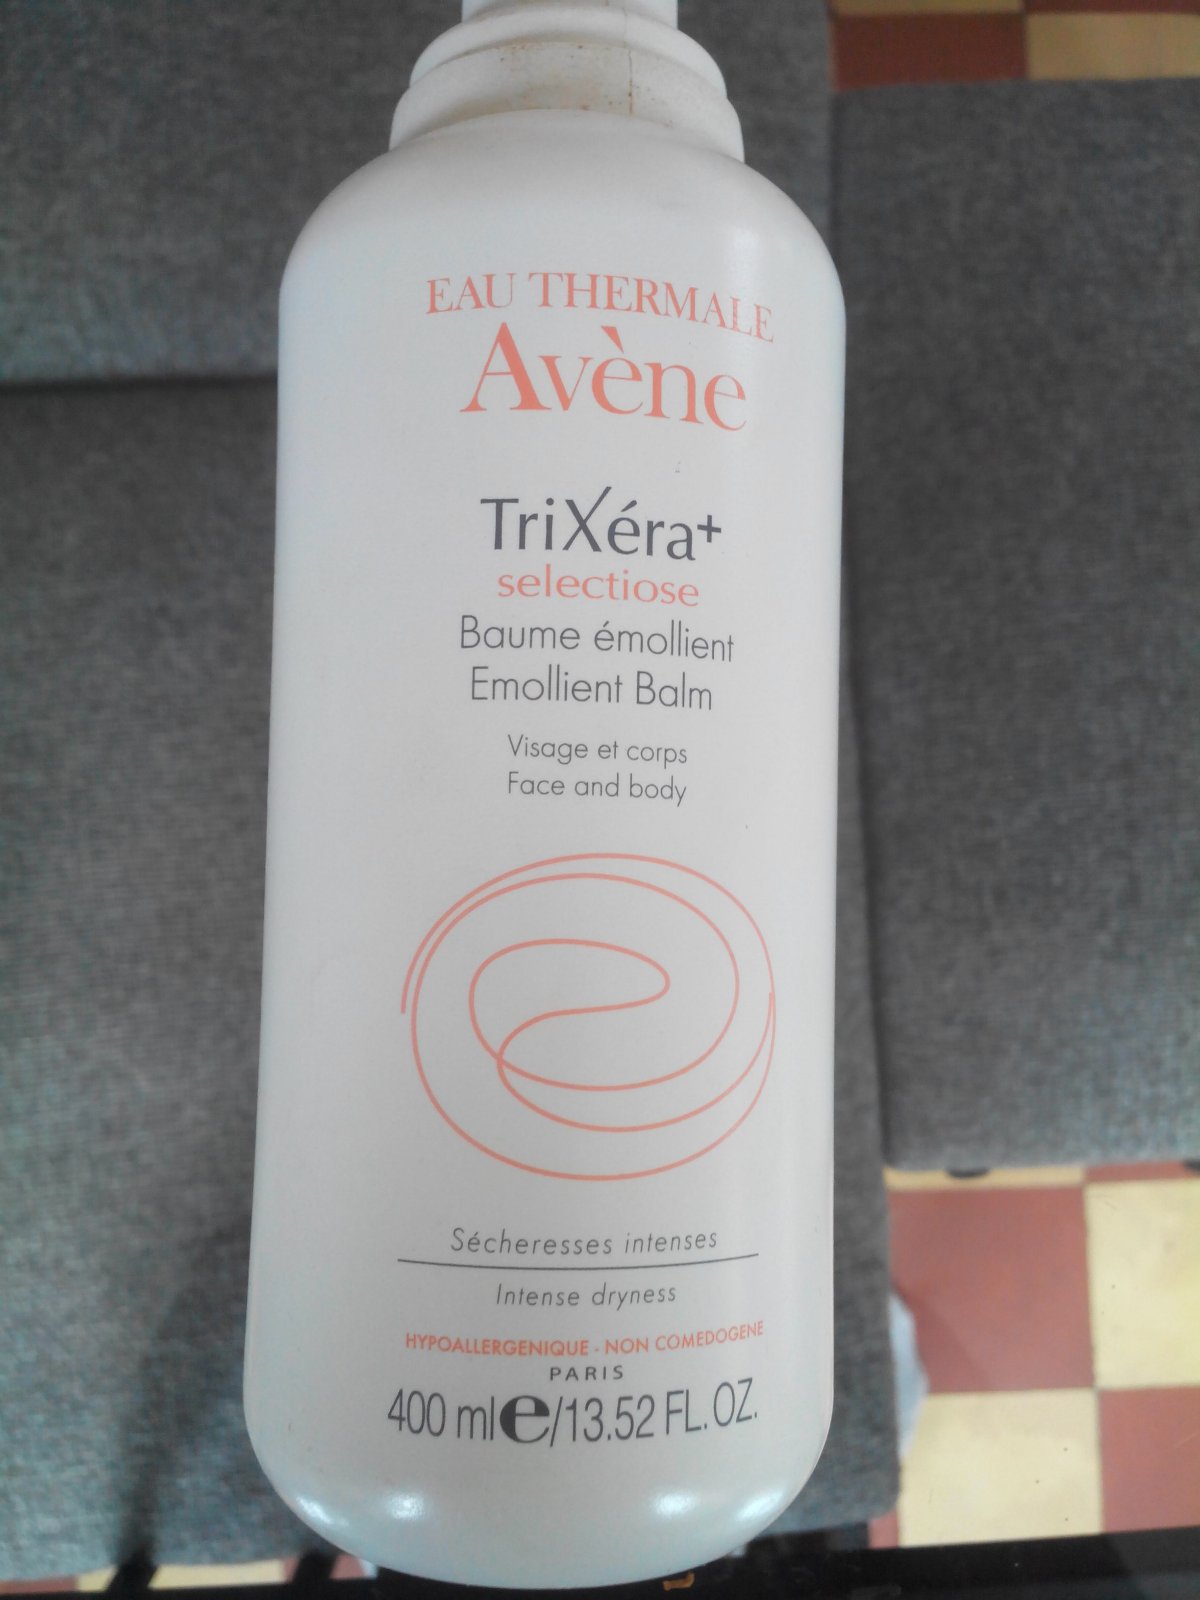 EAU THERMALE
Avène
TriXéra+
selectiose
Baume émollient
Emollient Balm
Visage et corps
Face and body
Sécheresses intenses
Intense dryness
HYPOALLERGENIQUE - NON COMEDOGENE
PARIS
400 ml e/13.52 FL. OZ.